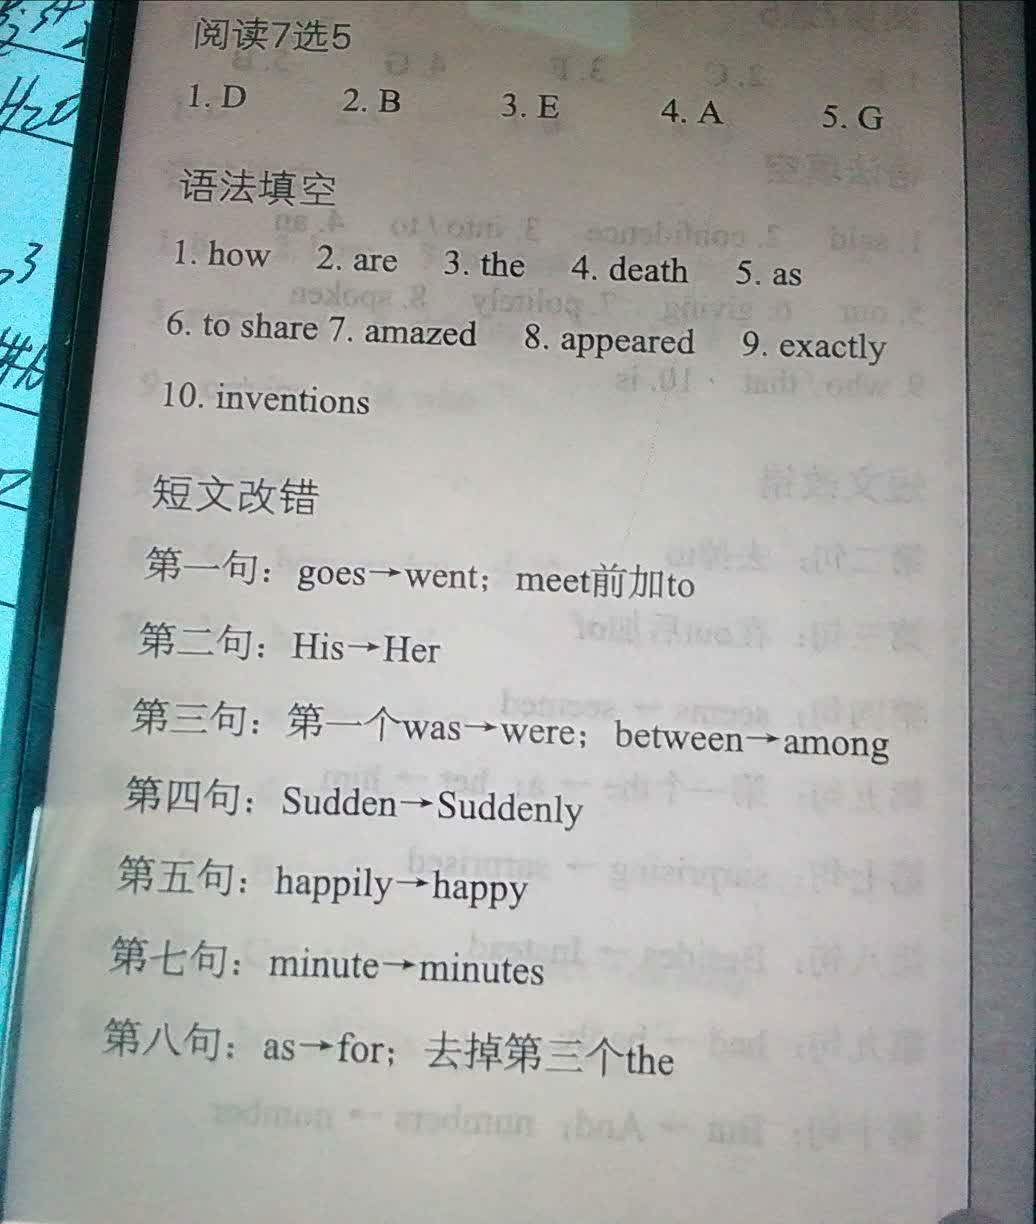 阅读7选5
1. D 2. B 3. E 4. A 5. G
语法填空
1. how 2. are 3. the 4. death 5. as
6. to share 7. amazed 8. appeared 9. exactly
10. inventions
短文改错
第一句：goes→went；meet前加to
第二句：His→Her
第三句：第一个was→were；between→among
第四句：Sudden→Suddenly
第五句：happily→happy
第七句：minute→minutes
第八句：as→for；去掉第三个the